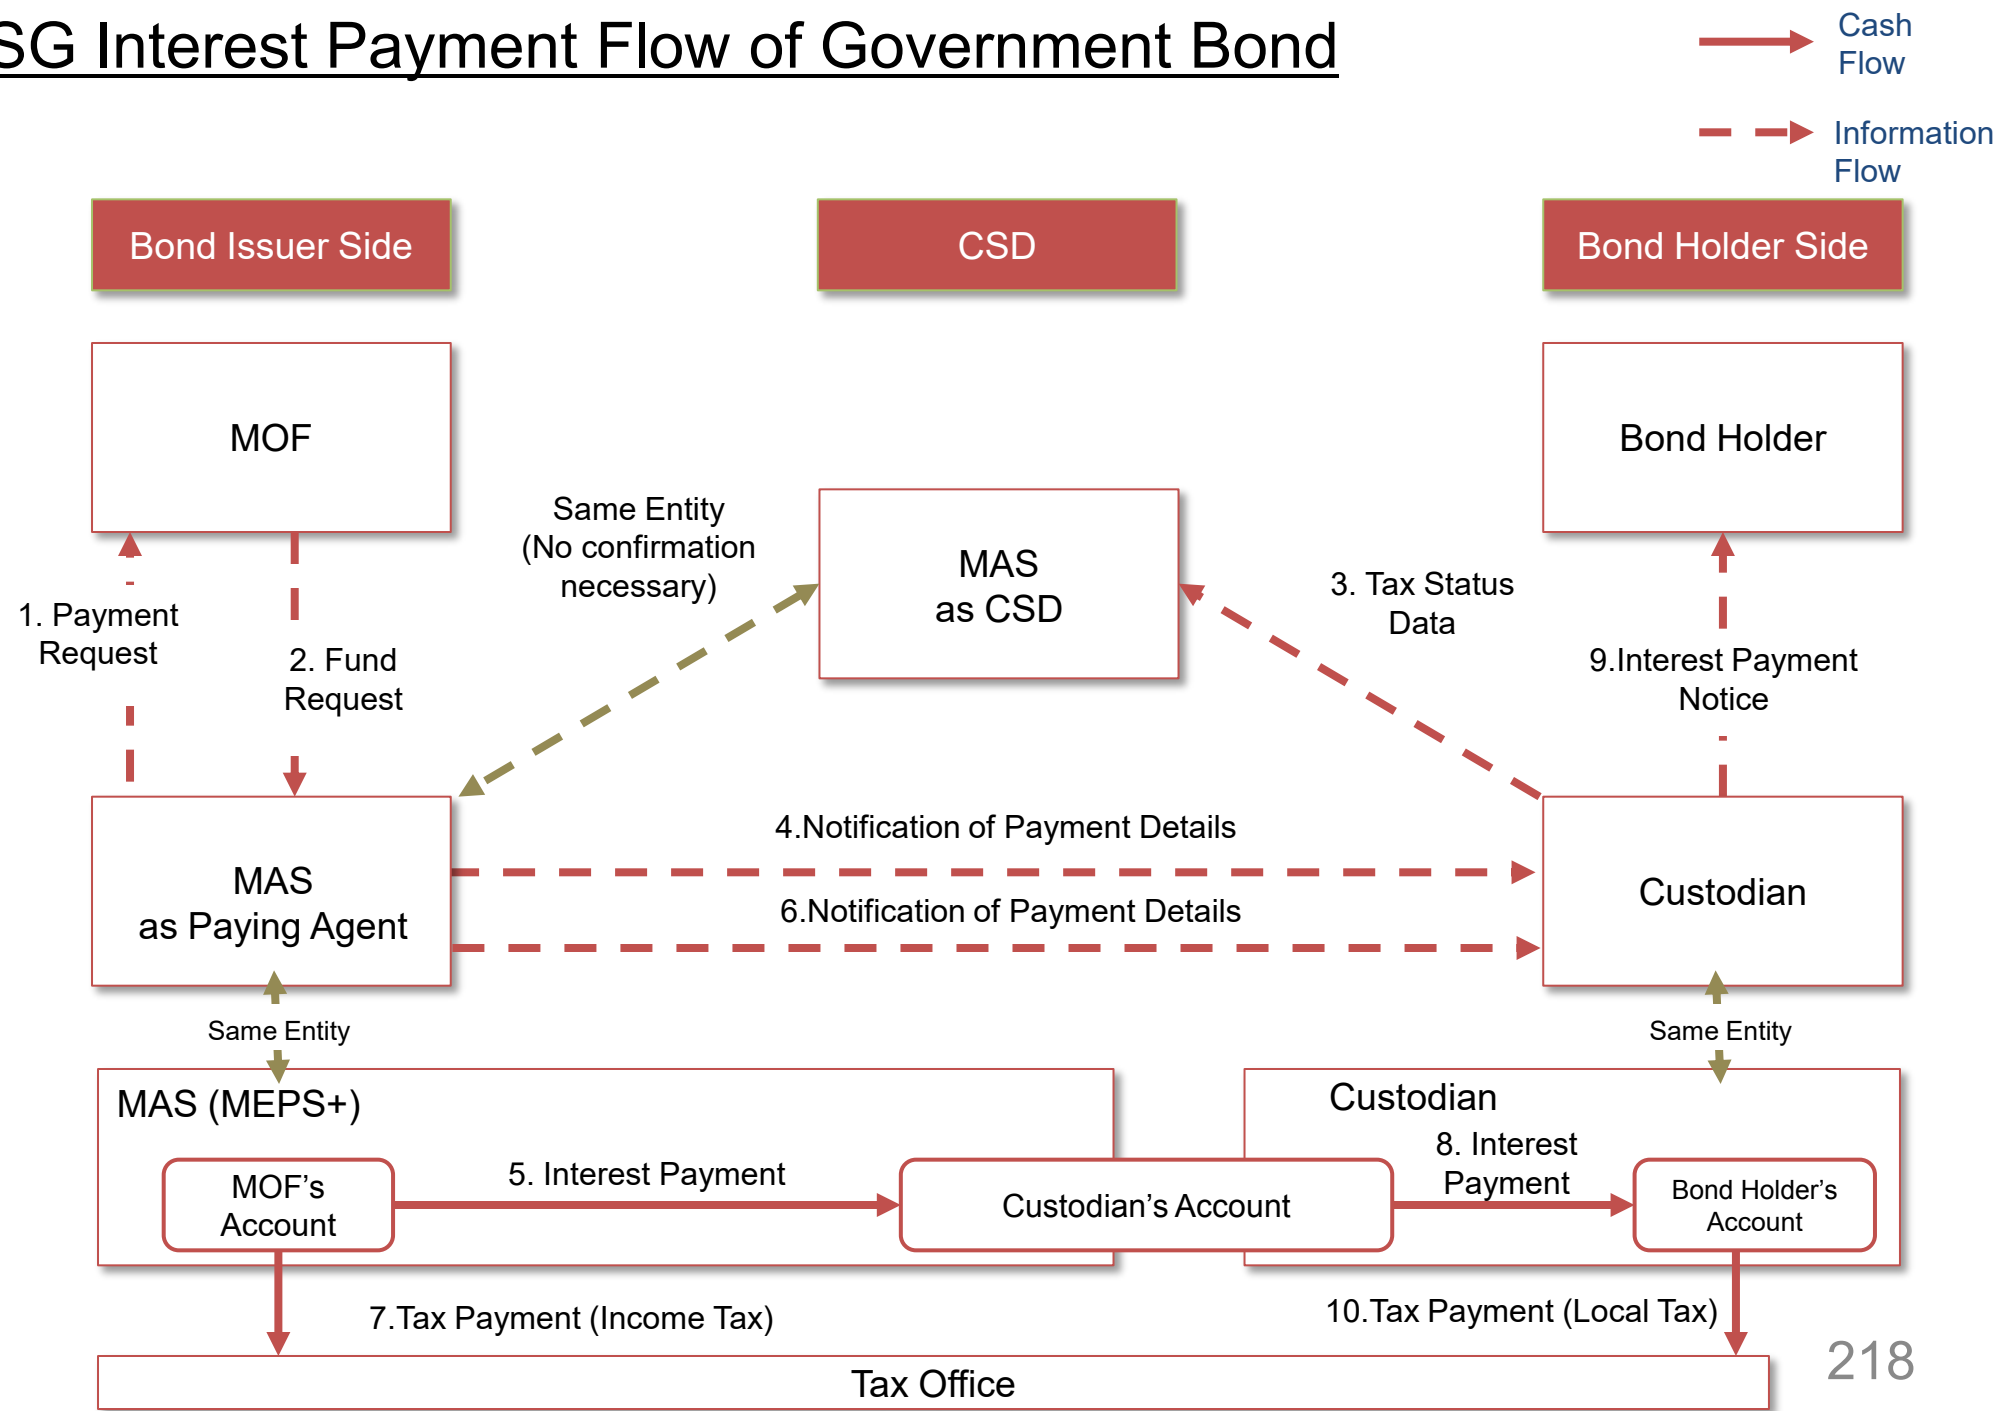 SG Interest Payment Flow of Government Bond
Cash
Flow
Information
Flow
Bond Issuer Side
CSD
Bond Holder Side
MOF
Bond Holder
Same Entity
(No confirmation
necessary)
MAS
as CSD
3. Tax Status
Data
1. Payment
Request
2. Fund
Request
9.Interest Payment
Notice
4.Notification of Payment Details
MAS
as Paying Agent
Custodian
6.Notification of Payment Details
Same Entity
Same Entity
MAS (MEPS+)
Custodian
5. Interest Payment
8. Interest
Payment
MOF’s
Account
Custodian’s Account
Bond Holder’s
Account
7.Tax Payment (Income Tax)
10.Tax Payment (Local Tax)
Tax Office
218